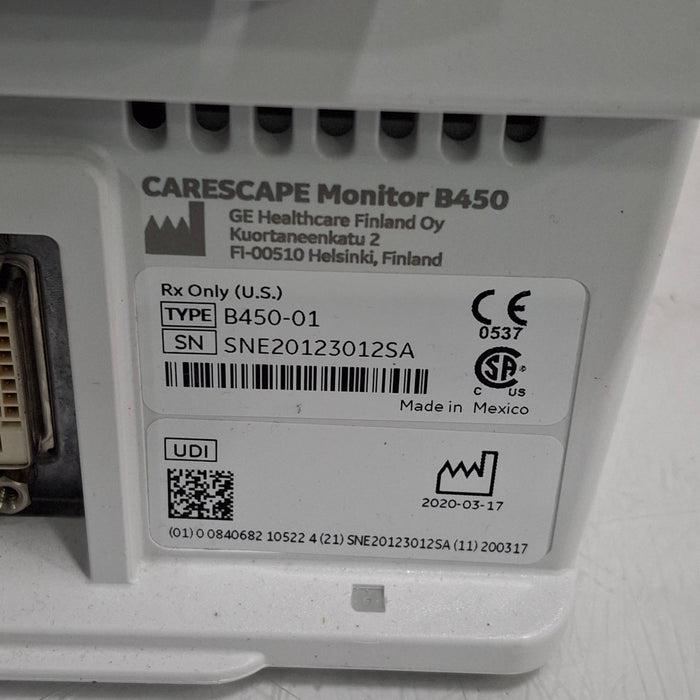 CARESCAPE Monitor B450
GE Healthcare Finland Oy
Kuortaneenkatu 2
FI-00510 Helsinki, Finland
Rx Only (U.S.)
TYPE B450-01
SN SNE20123012SA
CE
0537
SA
C US
Made in Mexico
UDI
2020-03-17
(01) 0 0840682 10522 4 (21) SNE20123012SA (11) 200317